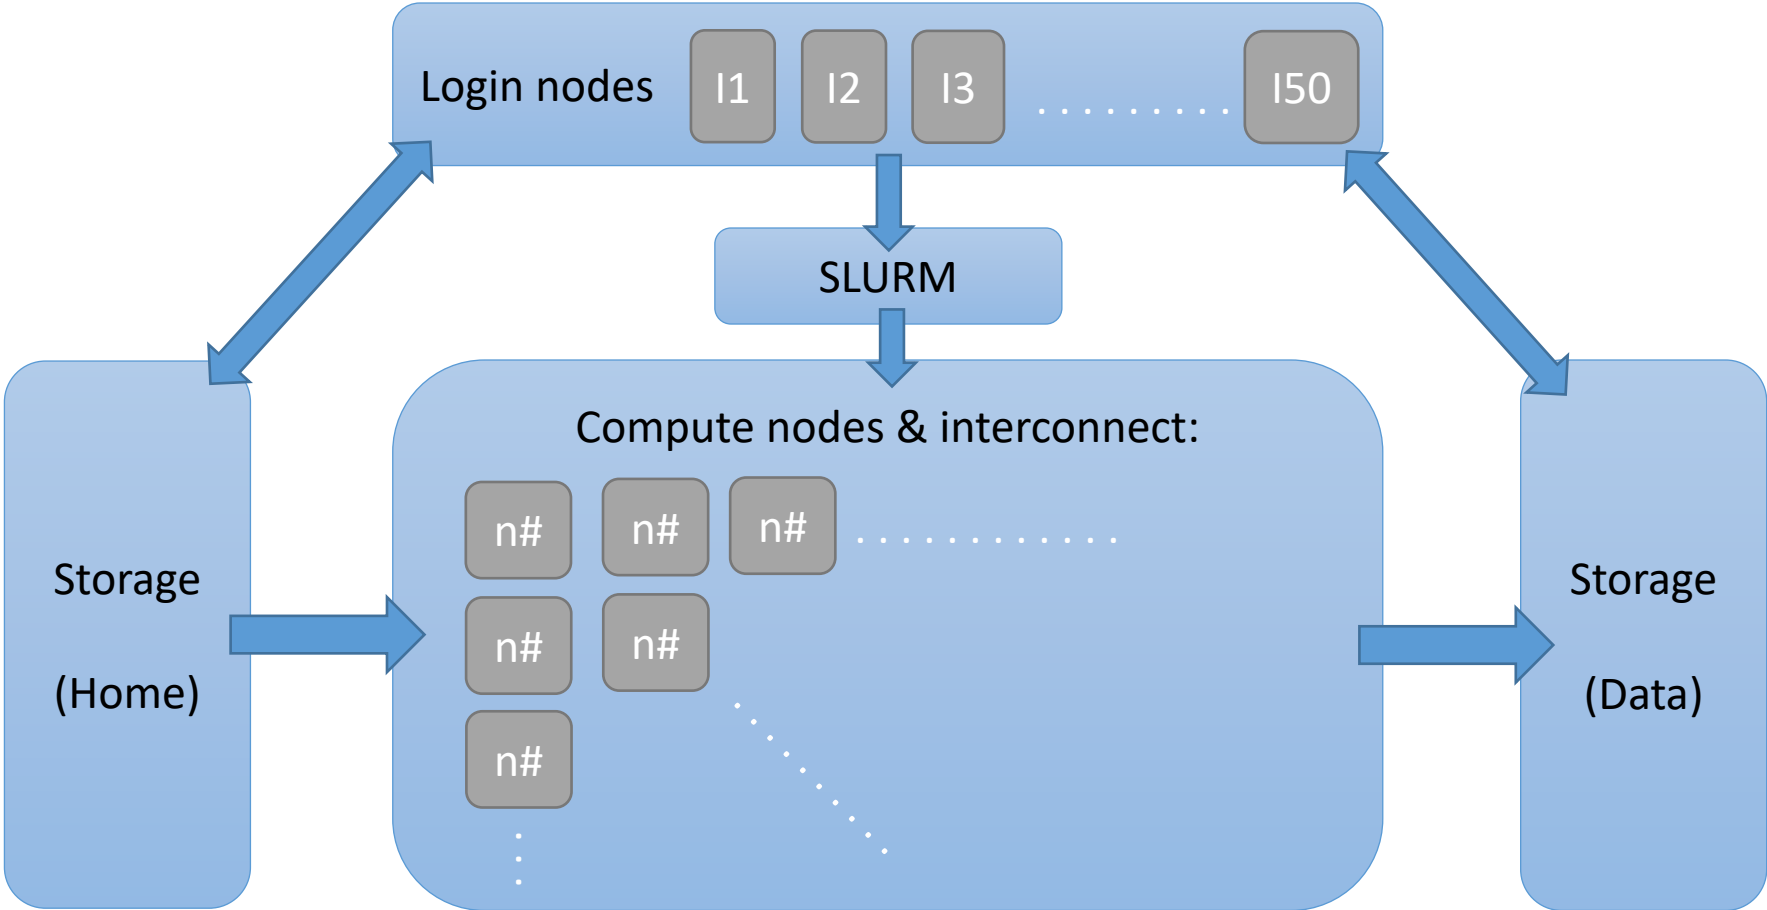 Login nodes l1 l2 l3 ......... l50
SLURM
Compute nodes & interconnect:
n# n# n# ............
n# n#
n#
Storage
(Home)
Storage
(Data)